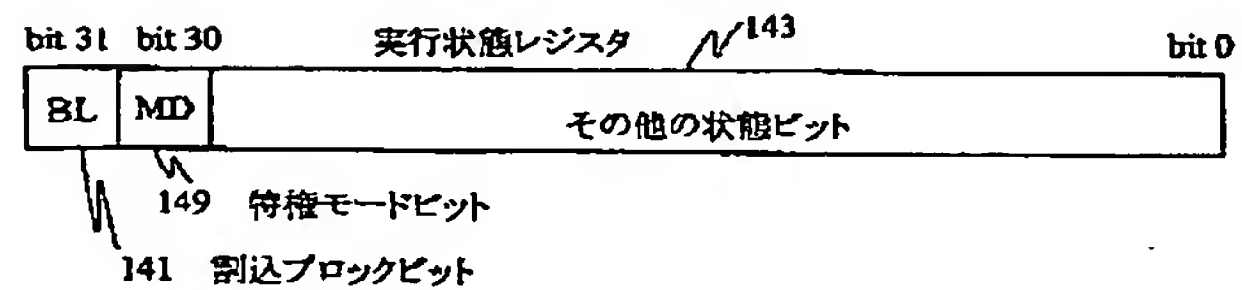 bit 31 bit 30 実行状態レジスタ 143 bit 0
BL MD その他の状態ビット
149 特権モードビット
141 割込ブロックビット